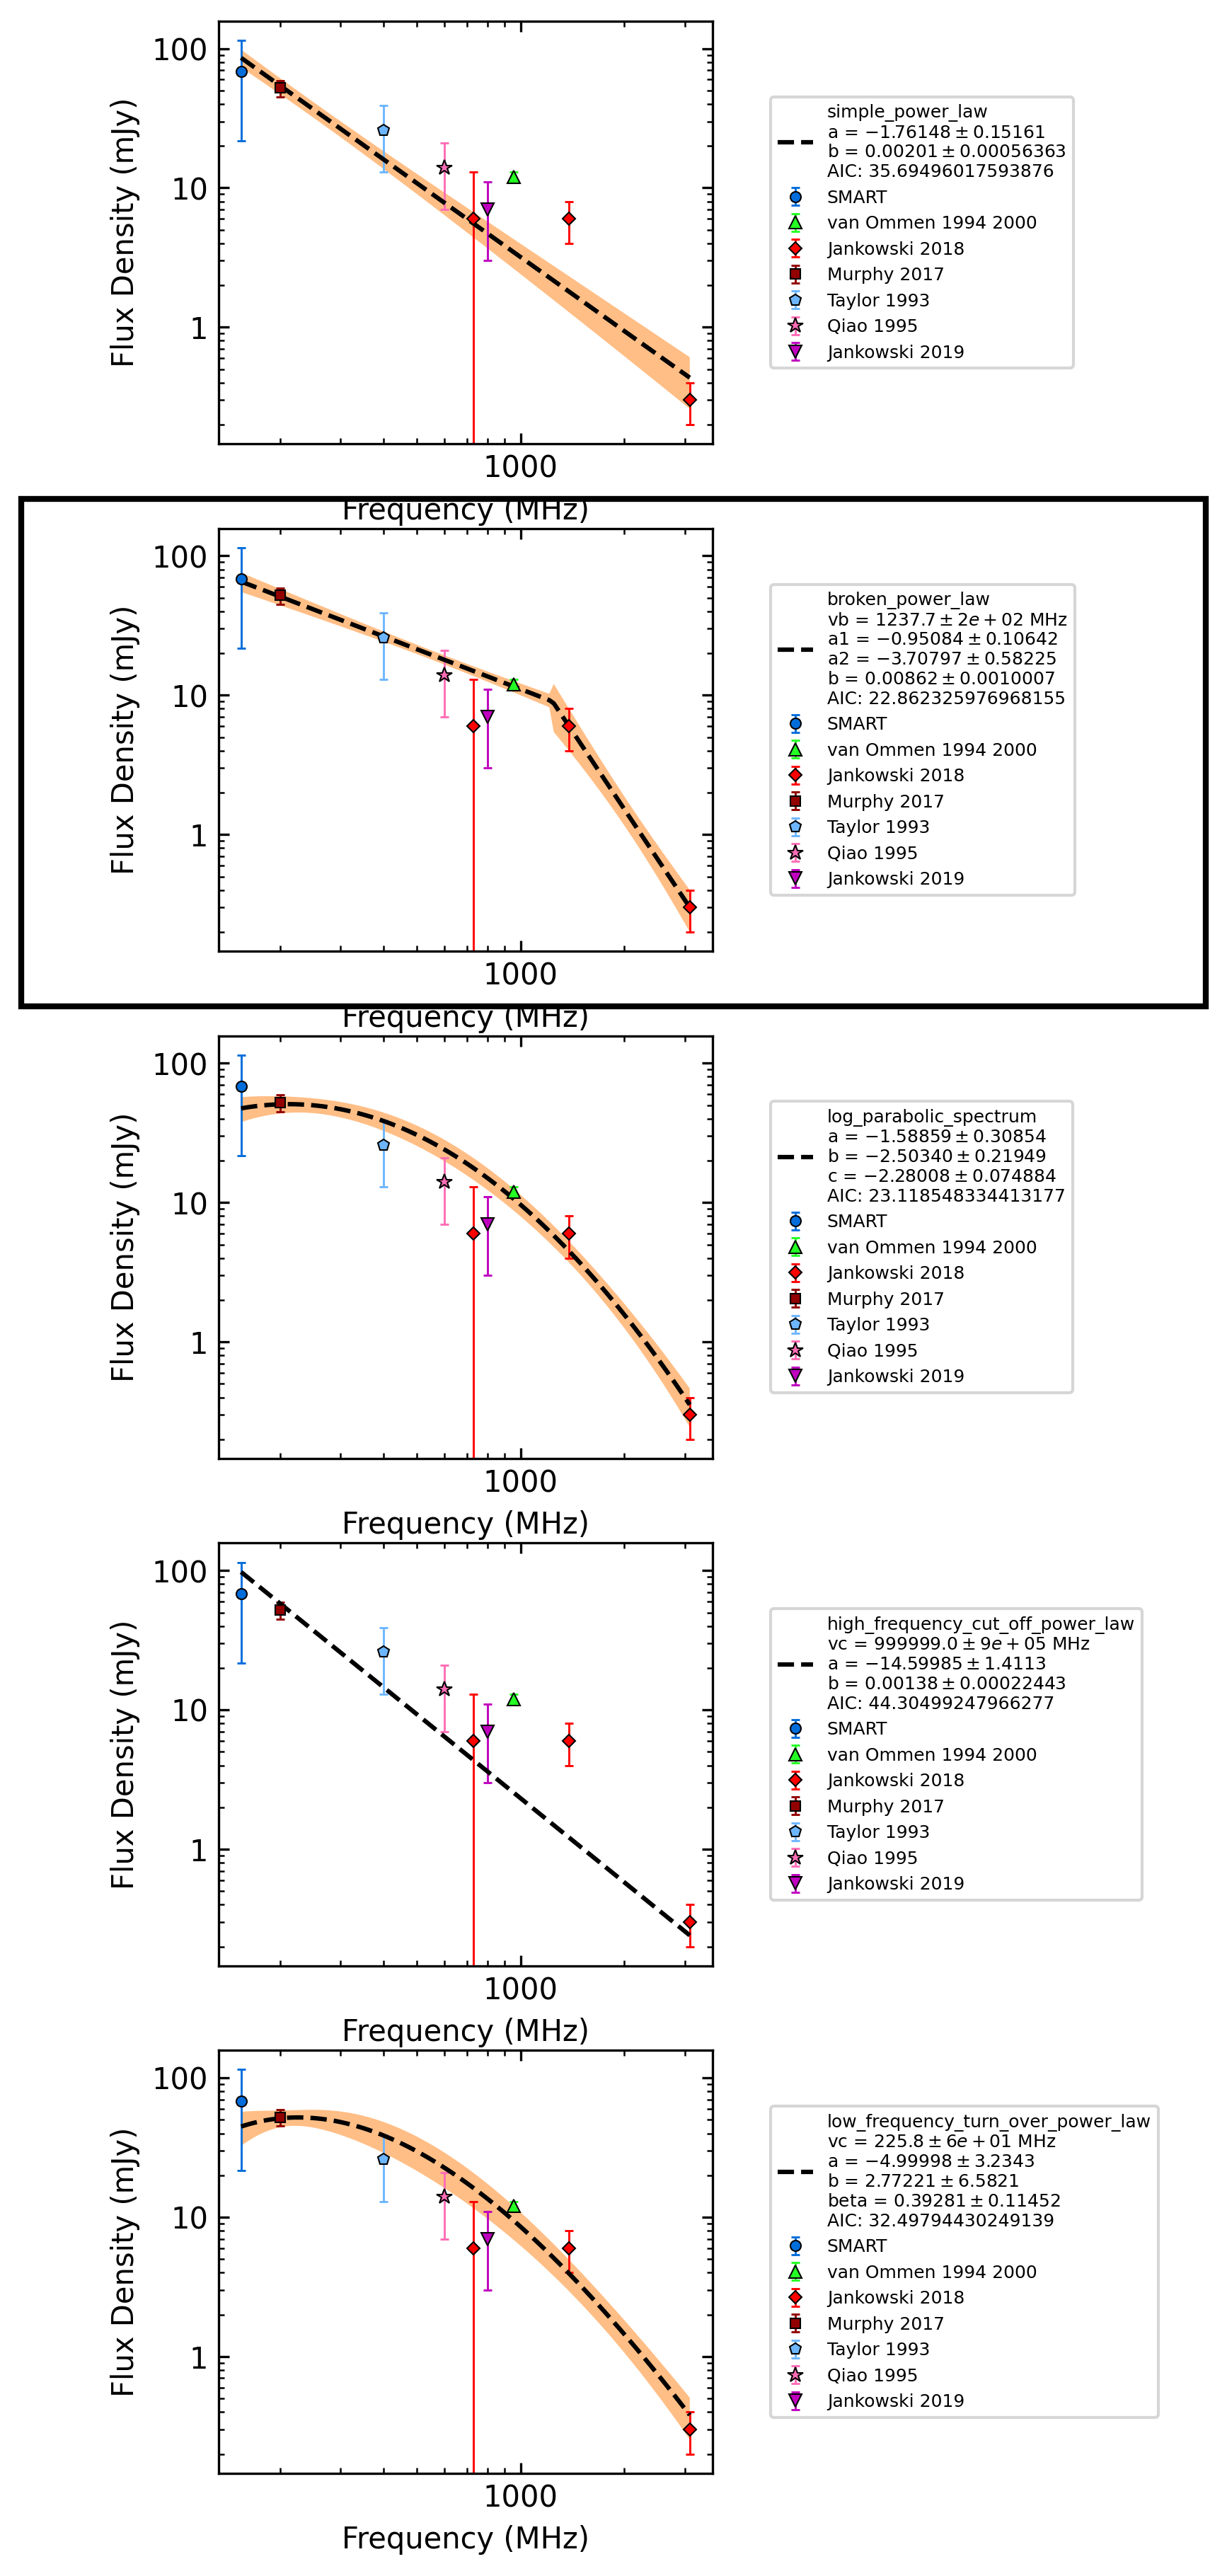 100
10
1
Flux Density (mJy)
1000
Frequency (MHz)
simple_power_law
a = −1.76148 ± 0.15161
b = 0.00201 ± 0.00056363
AIC: 35.69496017593876
SMART
van Ommen 1994 2000
Jankowski 2018
Murphy 2017
Taylor 1993
Qiao 1995
Jankowski 2019
100
10
1
Flux Density (mJy)
1000
Frequency (MHz)
broken_power_law
vb = 1237.7 ± 2e + 02 MHz
a1 = −0.95084 ± 0.10642
a2 = −3.70797 ± 0.58225
b = 0.00862 ± 0.0010007
AIC: 22.862325976968155
SMART
van Ommen 1994 2000
Jankowski 2018
Murphy 2017
Taylor 1993
Qiao 1995
Jankowski 2019
100
10
1
Flux Density (mJy)
1000
Frequency (MHz)
log_parabolic_spectrum
a = −1.58859 ± 0.30854
b = −2.50340 ± 0.21949
c = −2.28008 ± 0.074884
AIC: 23.118548334413177
SMART
van Ommen 1994 2000
Jankowski 2018
Murphy 2017
Taylor 1993
Qiao 1995
Jankowski 2019
100
10
1
Flux Density (mJy)
1000
Frequency (MHz)
high_frequency_cut_off_power_law
vc = 999999.0 ± 9e + 05 MHz
a = −14.59985 ± 1.4113
b = 0.00138 ± 0.00022443
AIC: 44.30499247966277
SMART
van Ommen 1994 2000
Jankowski 2018
Murphy 2017
Taylor 1993
Qiao 1995
Jankowski 2019
100
10
1
Flux Density (mJy)
1000
Frequency (MHz)
low_frequency_turn_over_power_law
vc = 225.8 ± 6e + 01 MHz
a = −4.99998 ± 3.2343
b = 2.77221 ± 6.5821
beta = 0.39281 ± 0.11452
AIC: 32.49794430249139
SMART
van Ommen 1994 2000
Jankowski 2018
Murphy 2017
Taylor 1993
Qiao 1995
Jankowski 2019